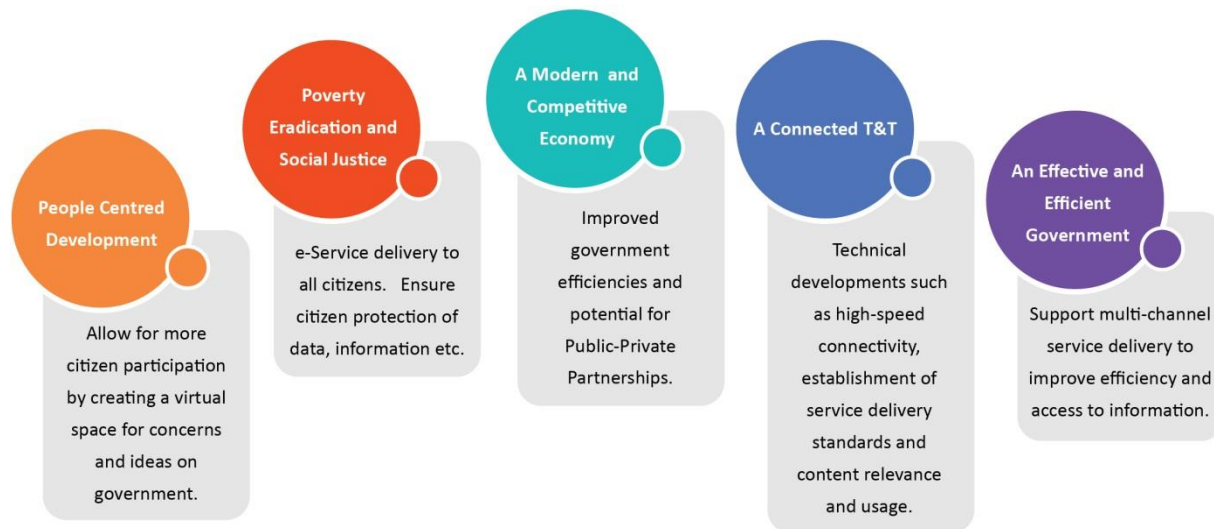 People Centred
Development
Allow for more
citizen participation
by creating a virtual
space for concerns
and ideas on
government.
Poverty
Eradication and
Social Justice
e-Service delivery to
all citizens.   Ensure
citizen protection of
data, information etc.
A Modern  and
Competitive
Economy
Improved
government
efficiencies and
potential for
Public-Private
Partnerships.
A Connected T&T
Technical
developments such
as high-speed
connectivity,
establishment of
service delivery
standards and
content relevance
and usage.
An Effective and
Efficient
Government
Support multi-channel
service delivery to
improve efficiency and
access to information.